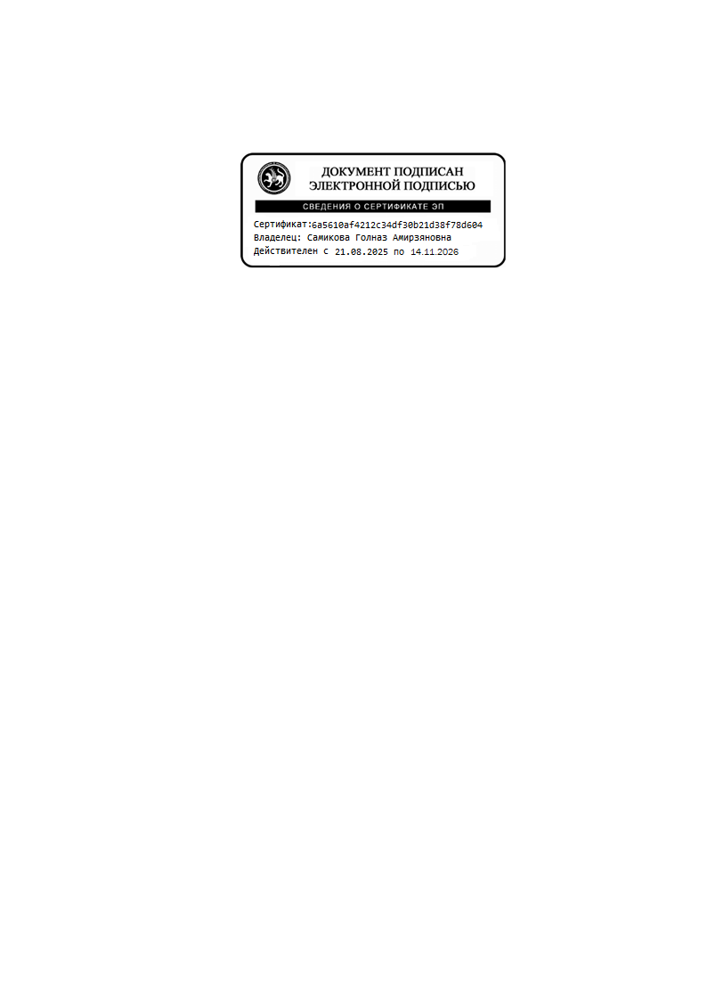 ДОКУМЕНТ ПОДПИСАН
ЭЛЕКТРОННОЙ ПОДПИСЬЮ
СВЕДЕНИЯ О СЕРТИФИКАТЕ ЭП
Сертификат:6a5610af4212c34df30b21d38f78d604
Владелец: Самикова Голназ Амирзяновна
Действителен с 21.08.2025 по 14.11.2026